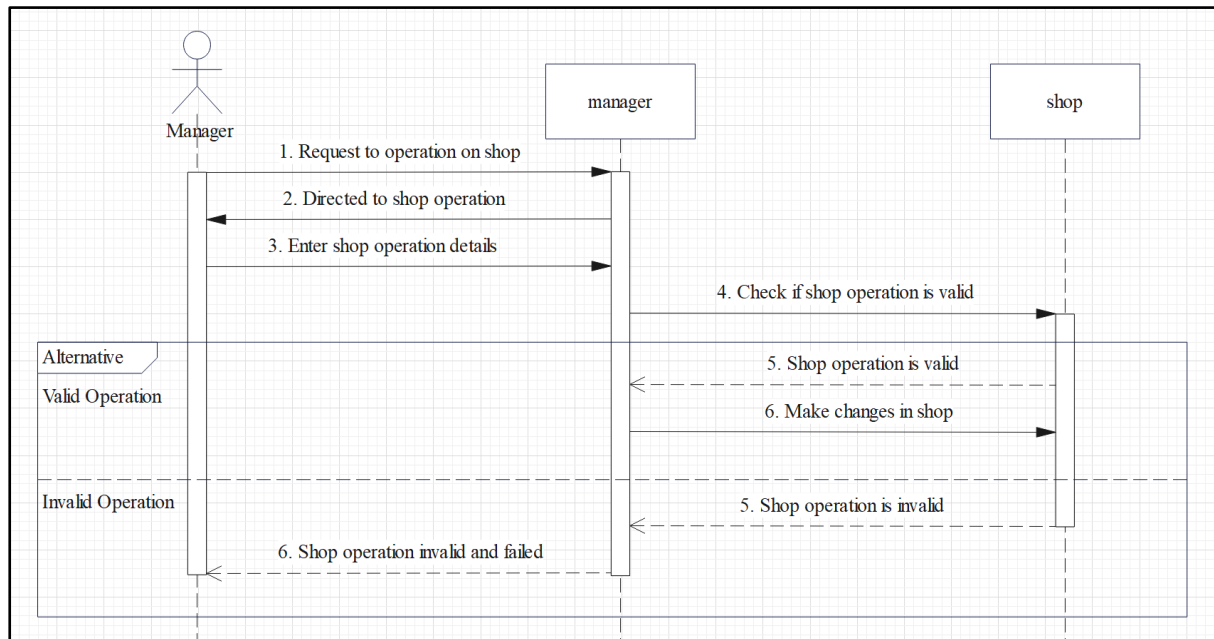 Manager
manager
shop
1. Request to operation on shop
2. Directed to shop operation
3. Enter shop operation details
4. Check if shop operation is valid
Alternative
5. Shop operation is valid
Valid Operation
6. Make changes in shop
Invalid Operation
5. Shop operation is invalid
6. Shop operation invalid and failed